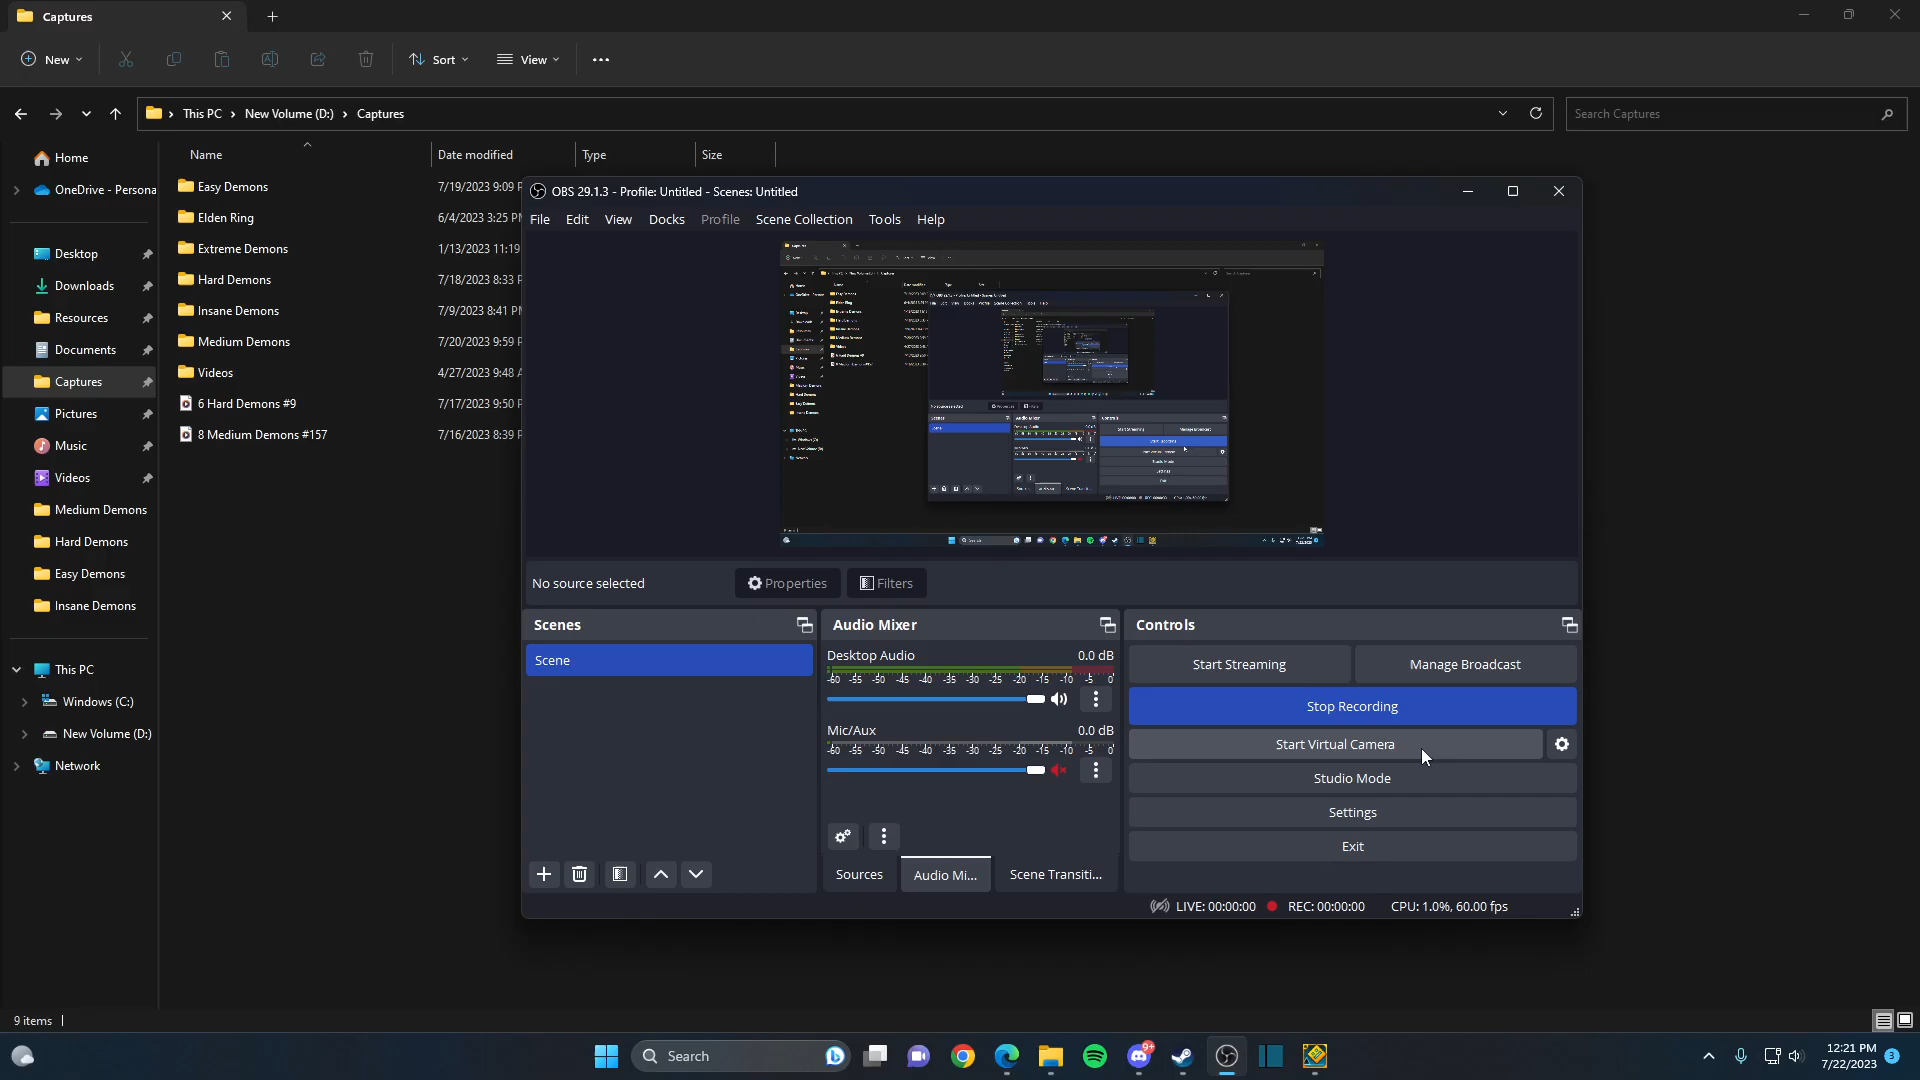 Captures
New
Sort
View
This PC
New Volume (D:)
Captures
Search Captures
Name
Date modified
Type
Size
Home
OneDrive - Persona
Desktop
Downloads
Resources
Documents
Captures
Pictures
Music
Videos
Medium Demons
Hard Demons
Easy Demons
Insane Demons
This PC
Windows (C:)
New Volume (D:)
Network
Easy Demons 7/19/2023 9:09 P
Elden Ring 6/4/2023 3:25 PM
Extreme Demons 1/13/2023 11:19
Hard Demons 7/18/2023 8:33 P
Insane Demons 7/9/2023 8:41 PM
Medium Demons 7/20/2023 9:59 P
Videos 4/27/2023 9:48 A
6 Hard Demons #9 7/17/2023 9:50 P
8 Medium Demons #157 7/16/2023 8:39 P
OBS 29.1.3 - Profile: Untitled - Scenes: Untitled
File Edit View Docks Profile Scene Collection Tools Help
No source selected
Properties
Filters
Scenes
Scene
Audio Mixer
Desktop Audio 0.0 dB
-60 -55 -50 -45 -40 -35 -30 -25 -20 -15 -10 -5 0
Mic/Aux 0.0 dB
-60 -55 -50 -45 -40 -35 -30 -25 -20 -15 -10 -5 0
Sources
Audio Mi...
Scene Transiti...
Controls
Start Streaming
Manage Broadcast
Stop Recording
Start Virtual Camera
Studio Mode
Settings
Exit
LIVE: 00:00:00 REC: 00:00:00 CPU: 1.0%, 60.00 fps
9 items
Search
9+
12:21 PM
7/22/2023
3